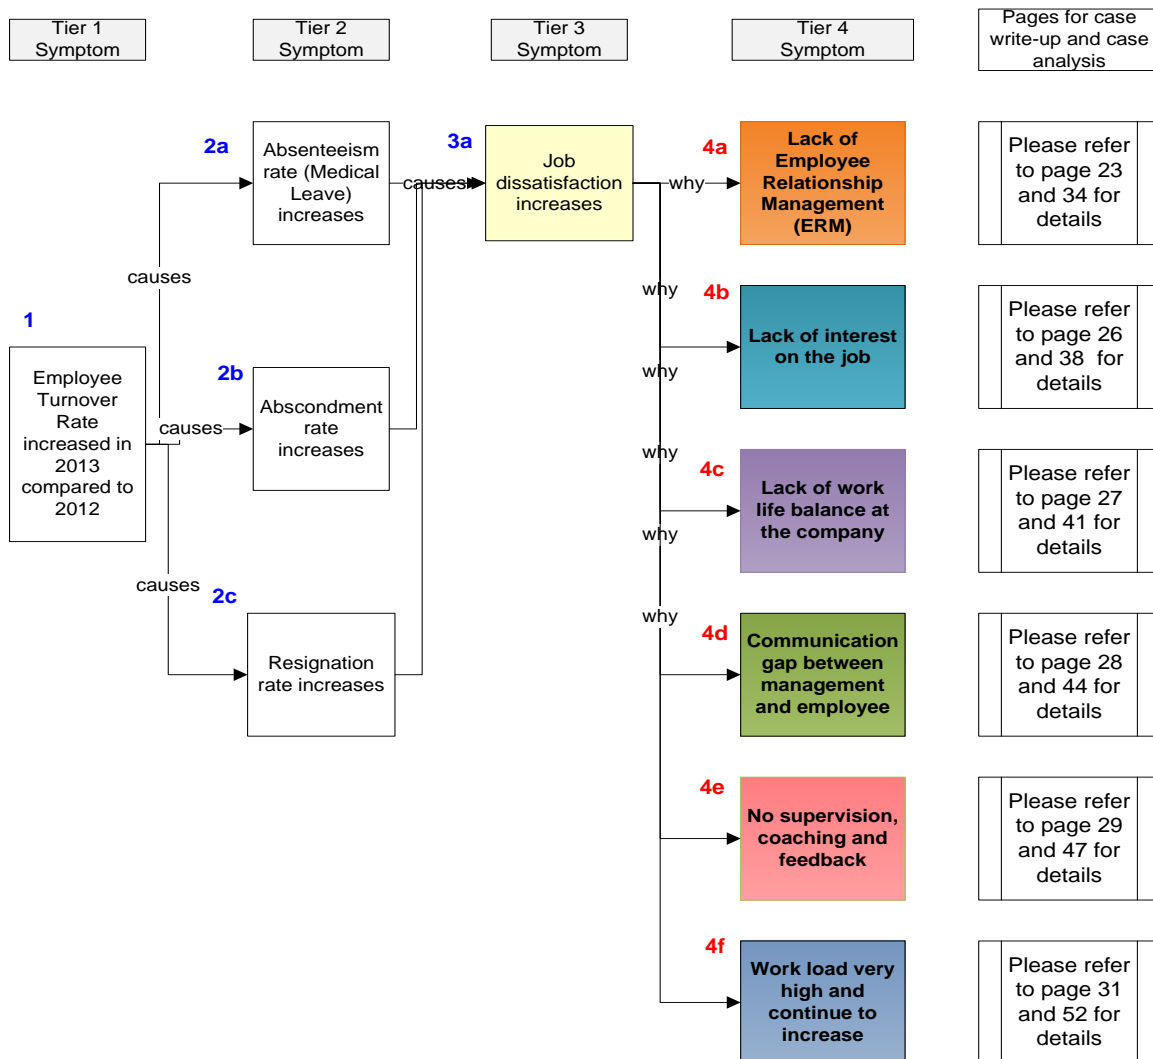 Tier 1
Symptom
Tier 2
Symptom
Tier 3
Symptom
Tier 4
Symptom
Pages for case
write-up and case
analysis
1
Employee
Turnover
Rate
increased in
2013
compared to
2012
causes
causes
causes
2a
Absenteeism
rate (Medical
Leave)
increases
2b
Abscondment
rate
increases
2c
Resignation
rate increases
causes
3a
Job
dissatisfaction
increases
why
why
why
why
why
why
4a
Lack of
Employee
Relationship
Management
(ERM)
Please refer
to page 23
and 34 for
details
4b
Lack of interest
on the job
Please refer
to page 26
and 38 for
details
4c
Lack of work
life balance at
the company
Please refer
to page 27
and 41 for
details
4d
Communication
gap between
management
and employee
Please refer
to page 28
and 44 for
details
4e
No supervision,
coaching and
feedback
Please refer
to page 29
and 47 for
details
4f
Work load very
high and
continue to
increase
Please refer
to page 31
and 52 for
details